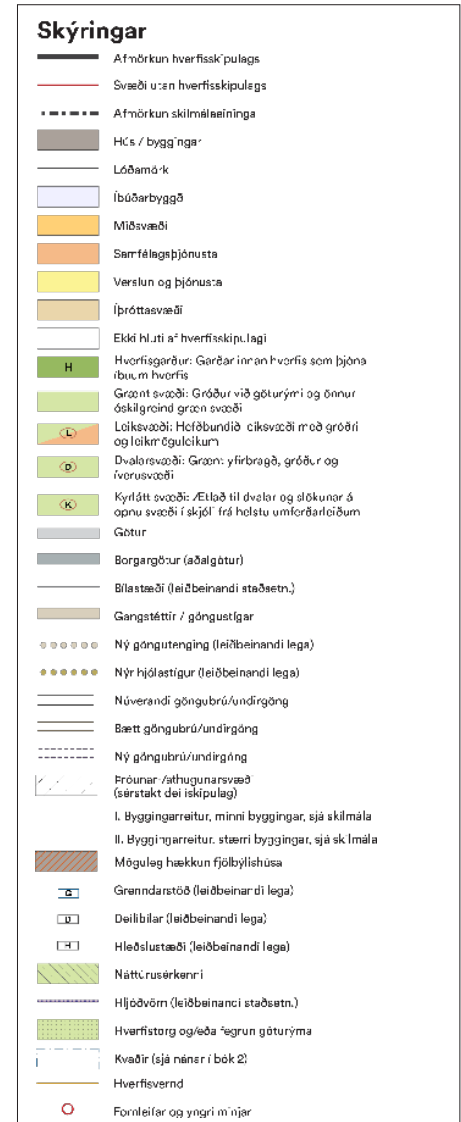 Skýringar
Afmörkun hverfisskipulags
Svæði utan hverfisskipulags
Afmörkun skilmálaeininga
Hús / byggingar
Lóðamörk
Íbúðarbyggð
Miðsvæði
Samfélagsþjónusta
Verslun og þjónusta
Íþróttasvæði
Ekki hluti af hverfisskipulagi
H
Hverfisgarður: Garðar innan hverfis sem þjóna
íbúum hverfis
Grænt svæði: Gróður við göturými og önnur
óskilgreind græn svæði
L
Leiksvæði: Hefðbundið leiksvæði með gróðri
og leikmöguleikum
D
Dvalarsvæði: Grænt yfirbragð, gróður og
íverusvæði
K
Kyrlátt svæði: Ætlað til dvalar og slökunar á
opnu svæði í skjóli frá helstu umferðarleiðum
Götur
Borgargötur (aðalgötur)
Bílastæði (leiðbeinandi staðsetn.)
Gangstéttir / göngustígar
Ný göngutenging (leiðbeinandi lega)
Nýr hjólastígur (leiðbeinandi lega)
Núverandi göngubrú/undirgöng
Bætt göngubrú/undirgöng
Ný göngubrú/undirgöng
Þróunar-/athugunarsvæði
(sérstakt deiliskipulag)
I. Byggingarreitur, minni byggingar, sjá skilmála
II. Byggingarreitur, stærri byggingar, sjá skilmála
Möguleg hækkun fjölbýlishúsa
G
Grenndarstöð (leiðbeinandi lega)
D
Deilibílar (leiðbeinandi lega)
H
Hleðslustæði (leiðbeinandi lega)
Náttúrusérkenni
Hljóðvörn (leiðbeinandi staðsetn.)
Hverfistorg og/eða fegrun göturýma
Kvaðir (sjá nánar í bók 2)
Hverfisvernd
Fornleifar og yngri minjar